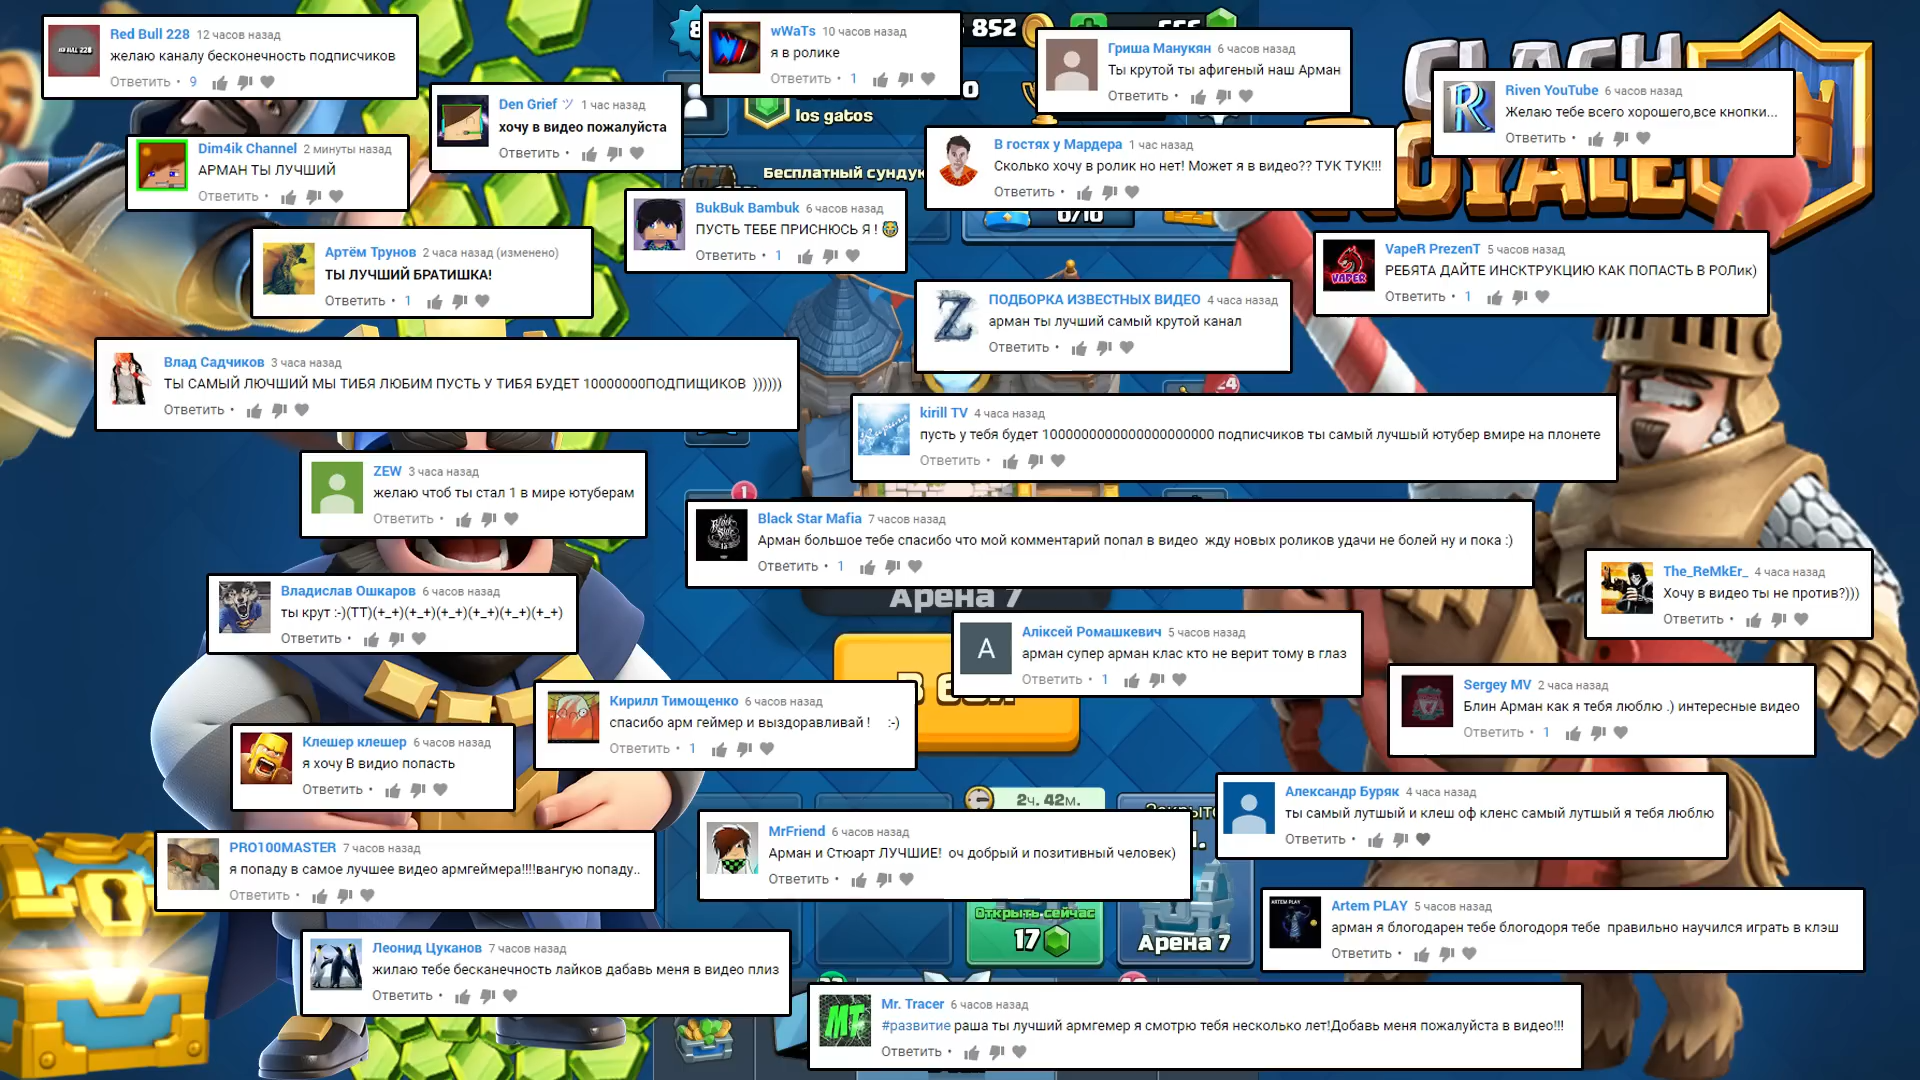 Red Bull 228 12 часов назад
желаю каналу бесконечность подписчиков
Ответить • 9
wWaTs 10 часов назад
я в ролике
Ответить • 1
852
Гриша Манукян 6 часов назад
Ты крутой ты афигеный наш Арман
Ответить •
CLASH
ROYALE
Riven YouTube 6 часов назад
Желаю тебе всего хорошего,все кнопки...
Ответить •
Den Grief ツ 1 час назад
хочу в видео пожалуйста
Ответить •
los gatos
Dim4ik Channel 2 минуты назад
АРМАН ТЫ ЛУЧШИЙ
Ответить •
В гостях у Мардера 1 час назад
Сколько хочу в ролик но нет! Может я в видео?? ТУК ТУК!!!
Ответить •
Бесплатный сундук
0/10
BukBuk Bambuk 6 часов назад
ПУСТЬ ТЕБЕ ПРИСНЮСЬ Я ! 😂
Ответить • 1
Артём Трунов 2 часа назад (изменено)
ТЫ ЛУЧШИЙ БРАТИШКА!
Ответить • 1
VapeR PrezenT 5 часов назад
РЕБЯТА ДАЙТЕ ИНСКТРУКЦИЮ КАК ПОПАСТЬ В РОЛик)
Ответить • 1
VAPER
ПОДБОРКА ИЗВЕСТНЫХ ВИДЕО 4 часа назад
арман ты лучший самый крутой канал
Ответить •
Влад Садчиков 3 часа назад
ТЫ САМЫЙ ЛЮЧШИЙ МЫ ТИБЯ ЛЮБИМ ПУСТЬ У ТИБЯ БУДЕТ 10000000ПОДПИЩИКОВ ))))))
Ответить •
24
kirill TV 4 часа назад
пусть у тебя будет 1000000000000000000000 подписчиков ты самый лучшый ютубер вмире на плонете
Ответить •
ZEW 3 часа назад
желаю чтоб ты стал 1 в мире ютуберам
Ответить •
1
Black Star Mafia 7 часов назад
Арман большое тебе спасибо что мой комментарий попал в видео жду новых роликов удачи не болей ну и пока :)
Ответить • 1
Арена 7
The_ReMkEr_ 4 часа назад
Хочу в видео ты не против?)))
Ответить •
Владислав Ошкаров 6 часов назад
ты крут :-)(ТТ)(+_+)(+_+)(+_+)(+_+)(+_+)(+_+)
Ответить •
A
Аліксей Ромашкевич 5 часов назад
арман супер арман клас кто не верит тому в глаз
Ответить • 1
Sergey MV 2 часа назад
Блин Арман как я тебя люблю .) интересные видео
Ответить • 1
Кирилл Тимощенко 6 часов назад
спасибо арм геймер и выздоравливай ! :-)
Ответить • 1
Клешер клешер 6 часов назад
я хочу В видио попасть
Ответить •
2ч. 42м.
Александр Буряк 4 часа назад
ты самый лутший и клеш оф кленс самый лутшый я тебя люблю
Ответить •
MrFriend 6 часов назад
Арман и Стюарт ЛУЧШИЕ! оч добрый и позитивный человек)
Ответить •
PRO100MASTER 7 часов назад
я попаду в самое лучшее видео армгеймера!!!!вангую попаду..
Ответить •
Открыть сейчас
17
Арена 7
ARTEM PLAY
Artem PLAY 5 часов назад
арман я блогодарен тебе блогодоря тебе правильно научился играть в клэш
Ответить •
Леонид Цуканов 7 часов назад
жилаю тебе бесканечность лайков дабавь меня в видео плиз
Ответить •
MT
Mr. Tracer 6 часов назад
#развитие раша ты лучший армгемер я смотрю тебя несколько лет!Добавь меня пожалуйста в видео!!!
Ответить •